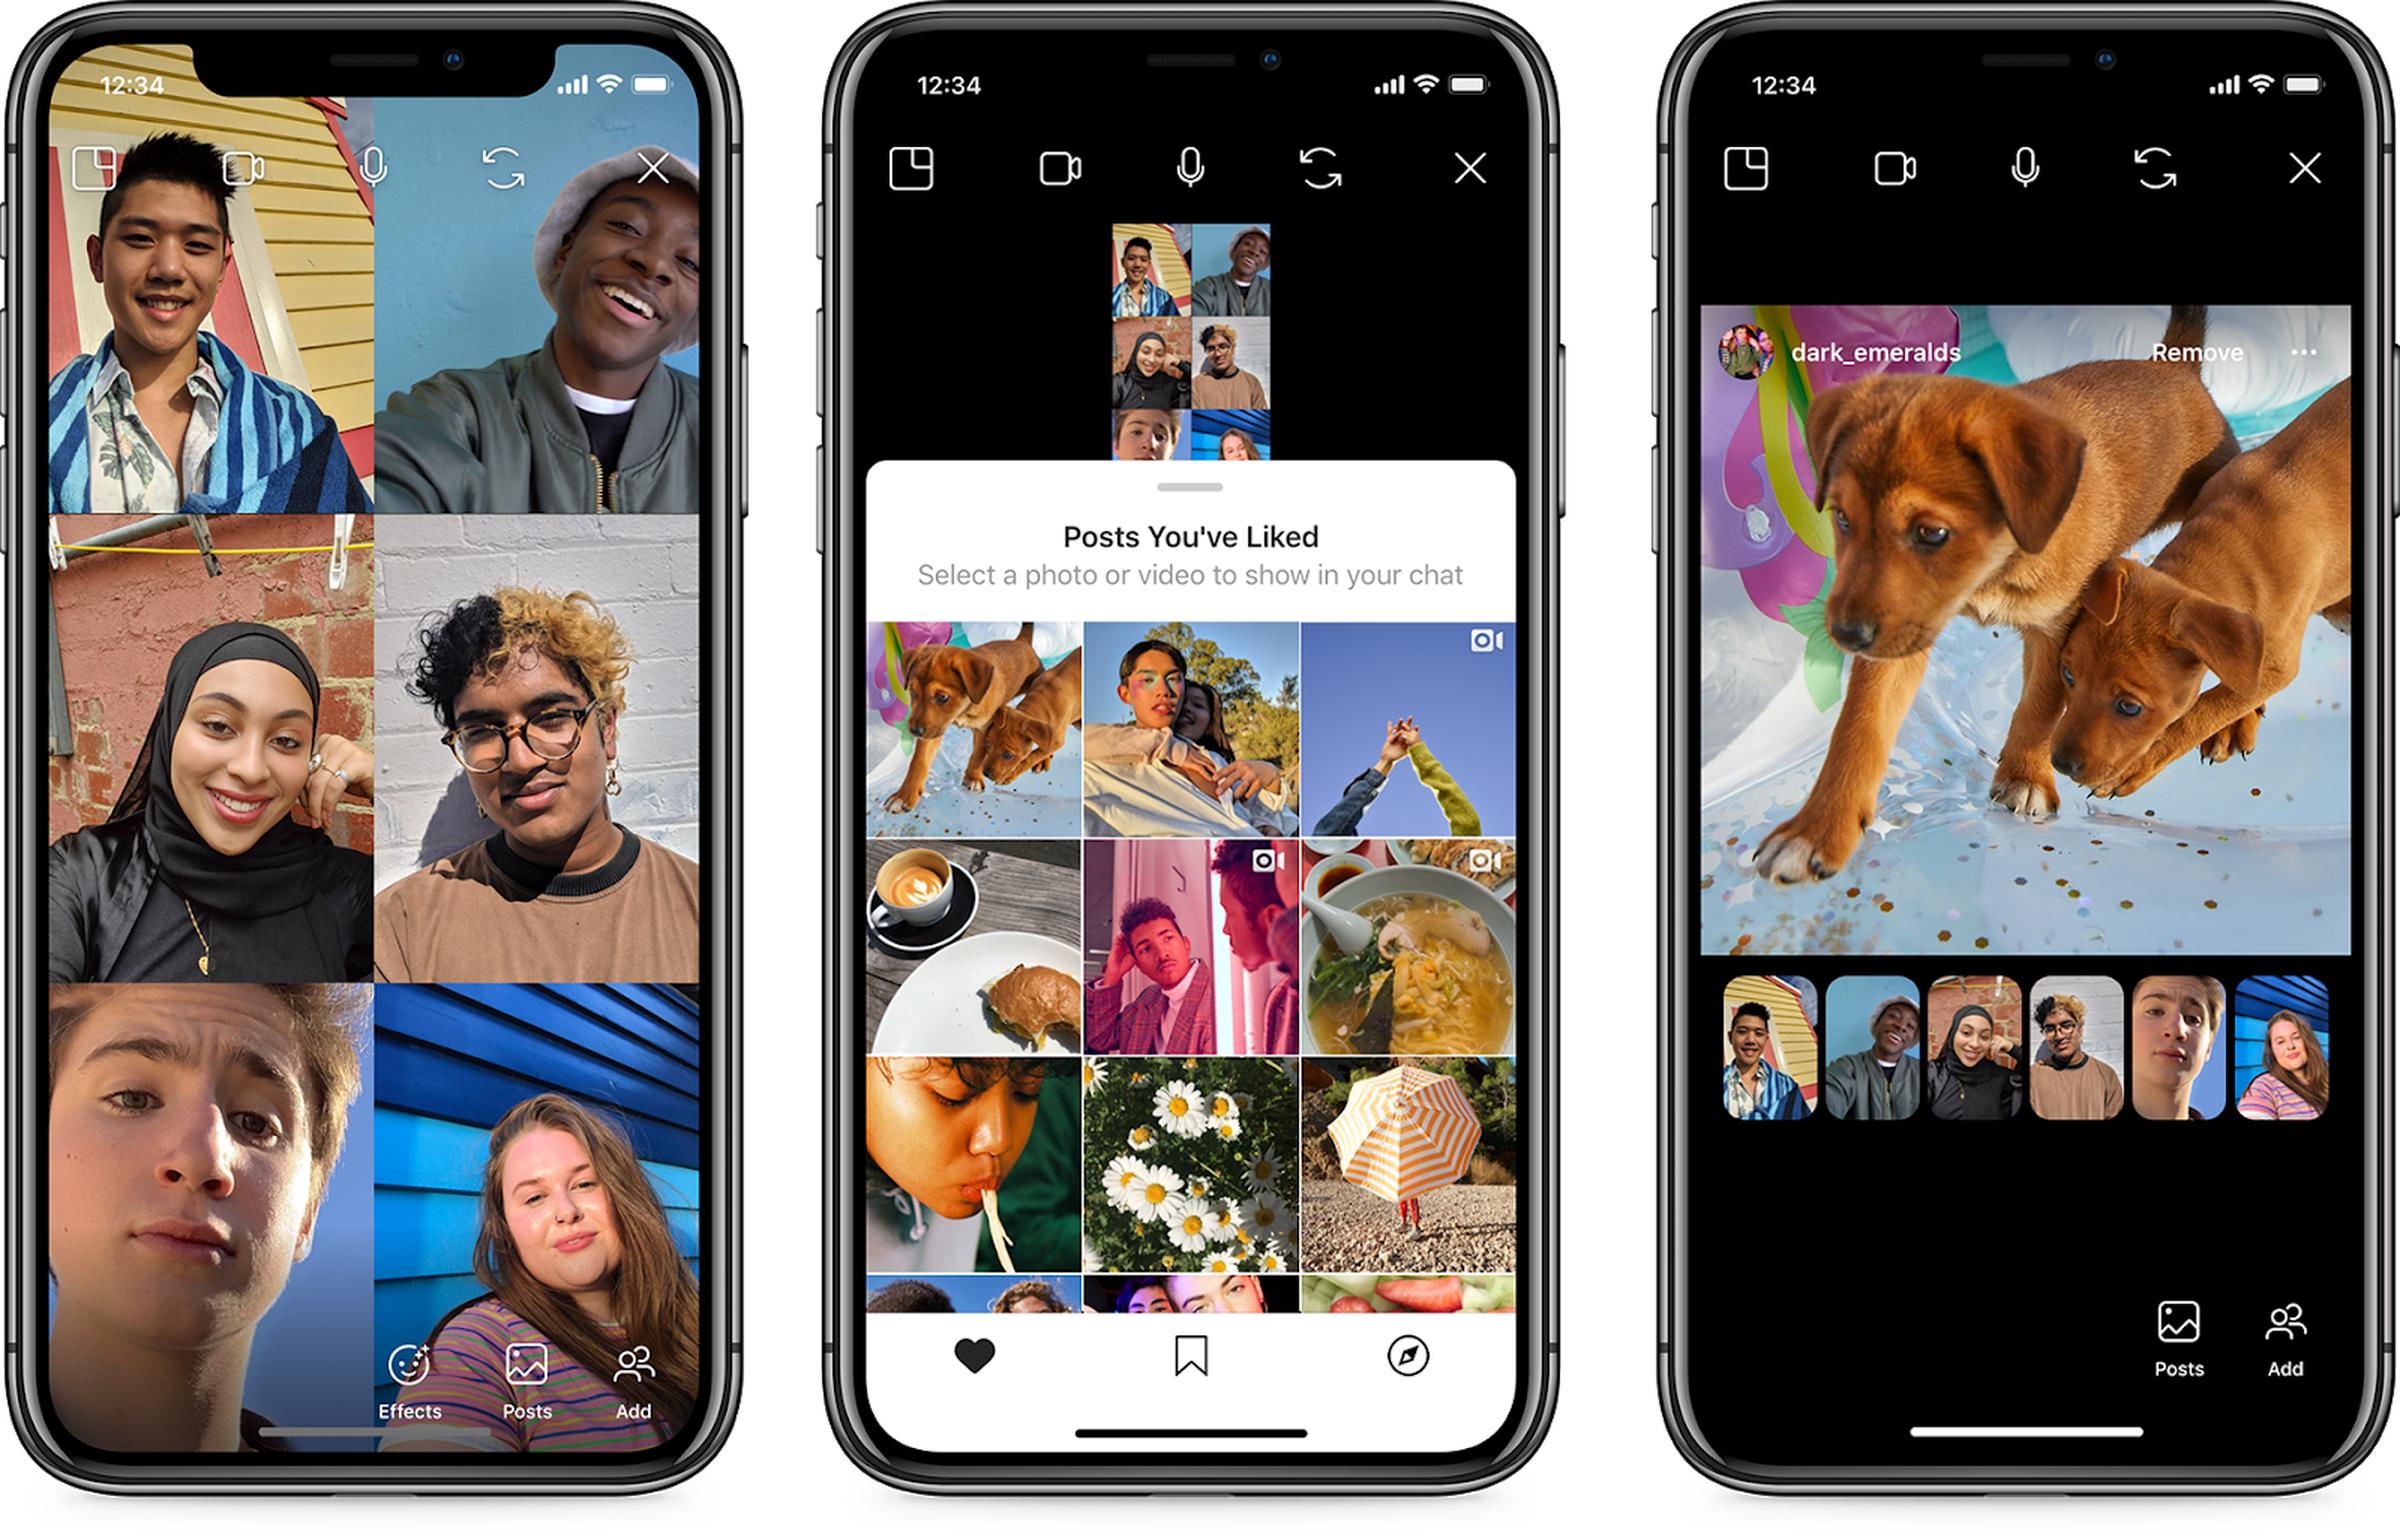 12:34
Effects
Posts
Add
12:34
Posts You've Liked
Select a photo or video to show in your chat
12:34
dark_emeralds
Remove
Posts
Add